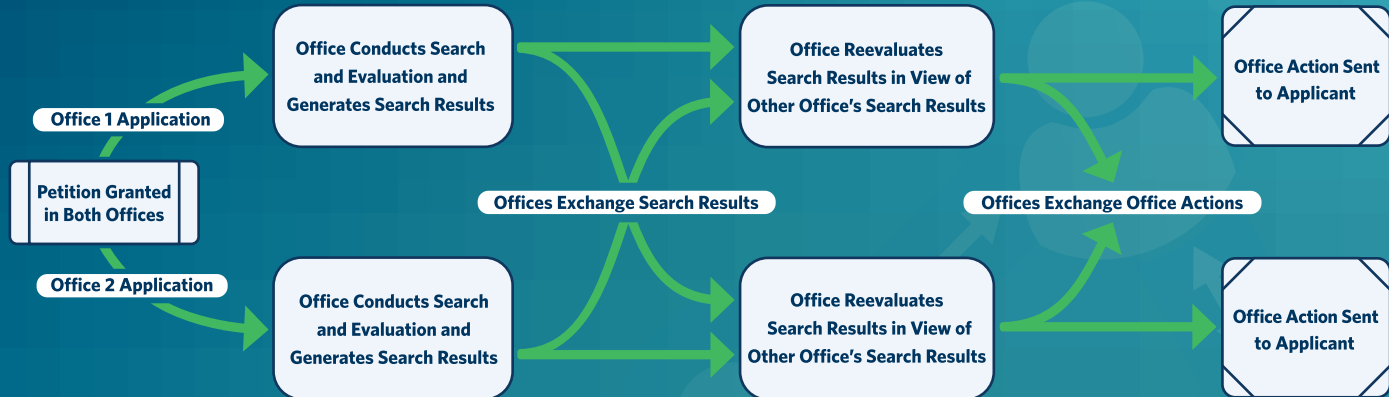 Office 1 Application
Petition Granted
in Both Offices
Office 2 Application
Office Conducts Search
and Evaluation and
Generates Search Results
Office Conducts Search
and Evaluation and
Generates Search Results
Offices Exchange Search Results
Office Reevaluates
Search Results in View of
Other Office's Search Results
Office Reevaluates
Search Results in View of
Other Office's Search Results
Offices Exchange Office Actions
Office Action Sent
to Applicant
Office Action Sent
to Applicant